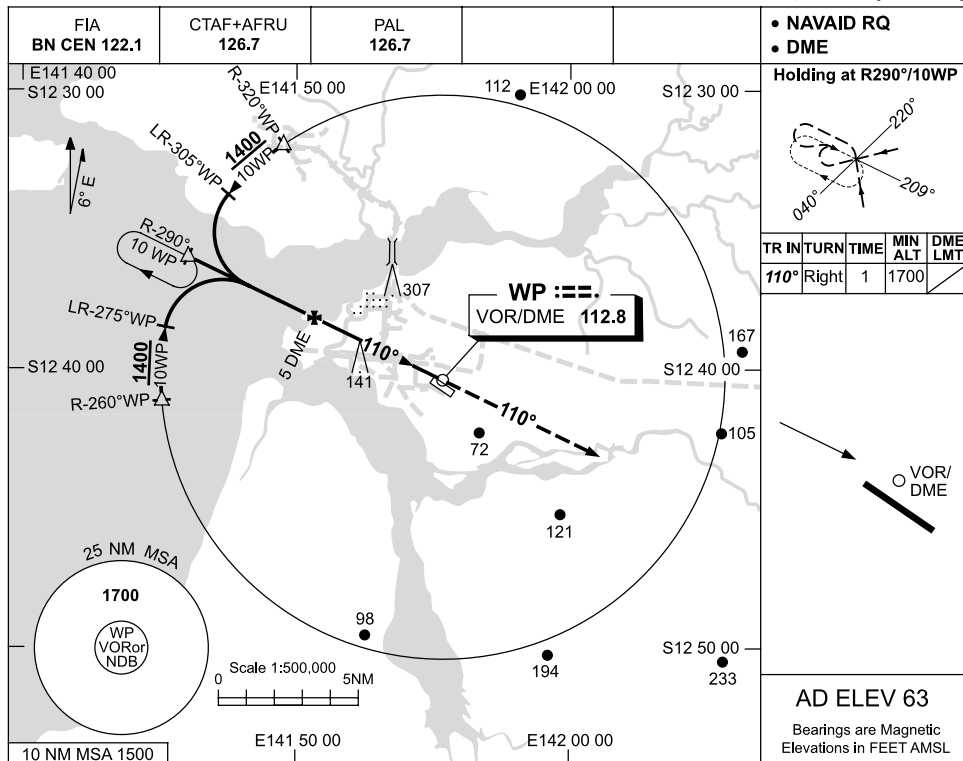 FIA
BN CEN 122.1
CTAF+AFRU
126.7
PAL
126.7
• NAVAID RQ
• DME
E141 40 00
S12 30 00
E141 50 00
112
E142 00 00
S12 30 00
R-320°WP
1400
10WP
LR-305°WP
6° E
R-290°
10 WP
LR-275°WP
1400
10WP
R-260°WP
S12 40 00
5 DME
307
141
110°
WP
VOR/DME 112.8
110°
72
167
S12 40 00
105
121
98
194
S12 50 00
233
25 NM MSA
1700
WP
VOR or
NDB
Scale 1:500,000
0 5NM
10 NM MSA 1500
E141 50 00
E142 00 00
Holding at R290°/10WP
220°
209°
040°
TR IN TURN TIME MIN ALT DME LMT
110° Right 1 1700
VOR/
DME
AD ELEV 63
Bearings are Magnetic
Elevations in FEET AMSL